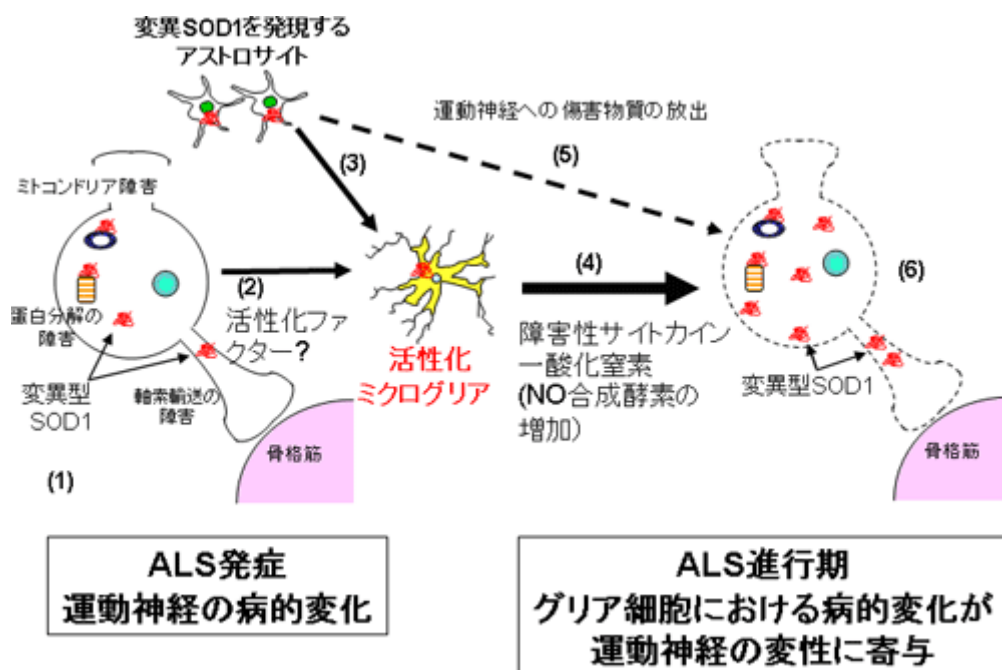 変異SOD1を発現する
アストロサイト
運動神経への傷害物質の放出
(5)
(3)
ミトコンドリア障害
(2)
活性化ファ
クター?
蛋白分解の
障害
変異型
SOD1
軸索輸送の
障害
骨格筋
(1)
活性化
ミクログリア
(4)
障害性サイトカイン
一酸化窒素
(NO合成酵素の
増加)
(6)
変異型SOD1
骨格筋
ALS発症
運動神経の病的変化
ALS進行期
グリア細胞における病的変化が
運動神経の変性に寄与